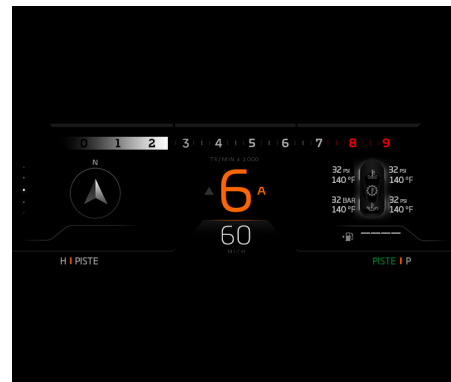 0 1 2 3 4 5 6 7 8 9
TR/MIN x 1000
N
6 A
32 PSI 32 PSI
140 °F 140 °F
32 BAR 32 PSI
140 °F 140 °F
60
MI/H
H I PISTE
PISTE I P